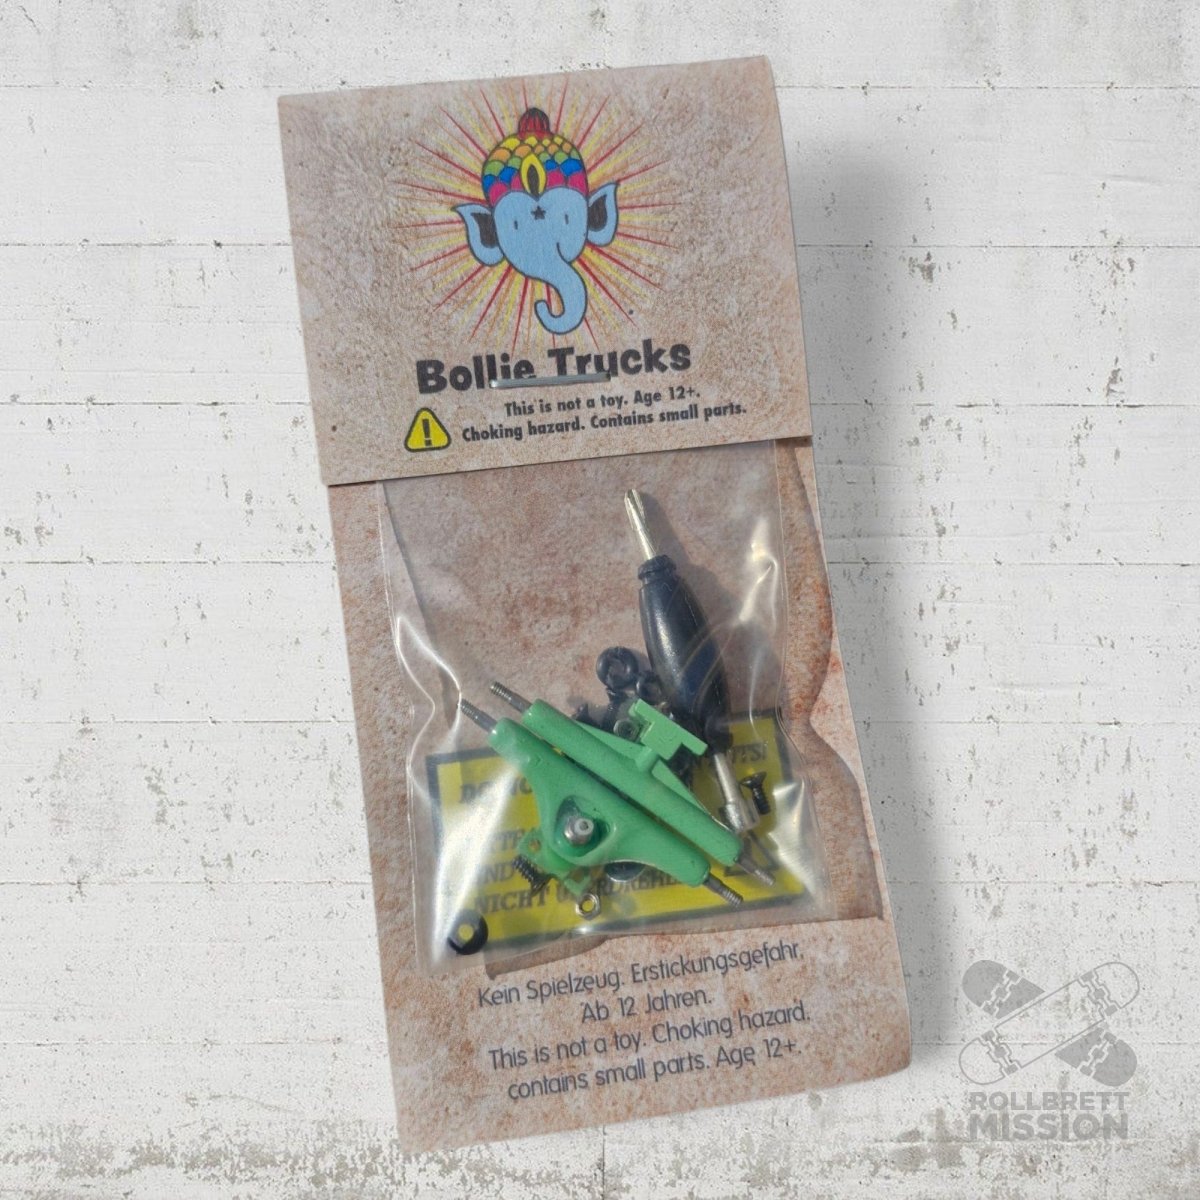 Bollie Trucks
This is not a toy. Age 12+.
Choking hazard. Contains small parts.
NICHT
Kein Spielzeug. Erstickungsgefahr.
Ab 12 Jahren.
This is not a toy. Choking hazard.
contains small parts. Age 12+.
ROLLBRETT
MISSION